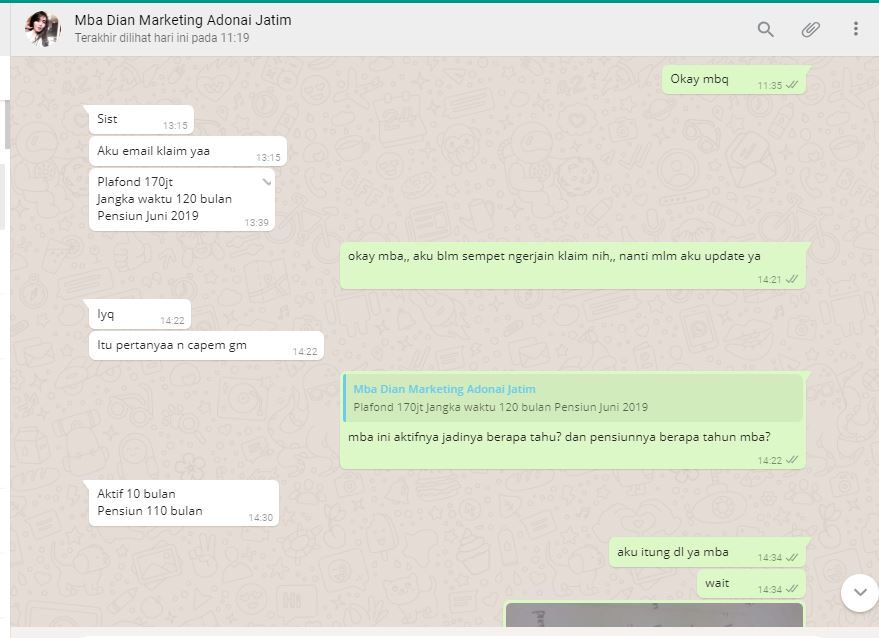 Mba Dian Marketing Adonai Jatim
Terakhir dilihat hari ini pada 11:19
Okay mbq
11:35
Sist
13:15
Aku email klaim yaa
13:15
Plafond 170jt
Jangka waktu 120 bulan
Pensiun Juni 2019
13:39
okay mba,, aku blm sempet ngerjain klaim nih,, nanti mlm aku update ya
14:21
Iyq
14:22
Itu pertanyaa n capem gm
14:22
Mba Dian Marketing Adonai Jatim
Plafond 170jt Jangka waktu 120 bulan Pensiun Juni 2019
mba ini aktifnya jadinya berapa tahu? dan pensiunnya berapa tahun mba?
14:22
Aktif 10 bulan
Pensiun 110 bulan
14:30
aku itung dl ya mba
14:34
wait
14:34